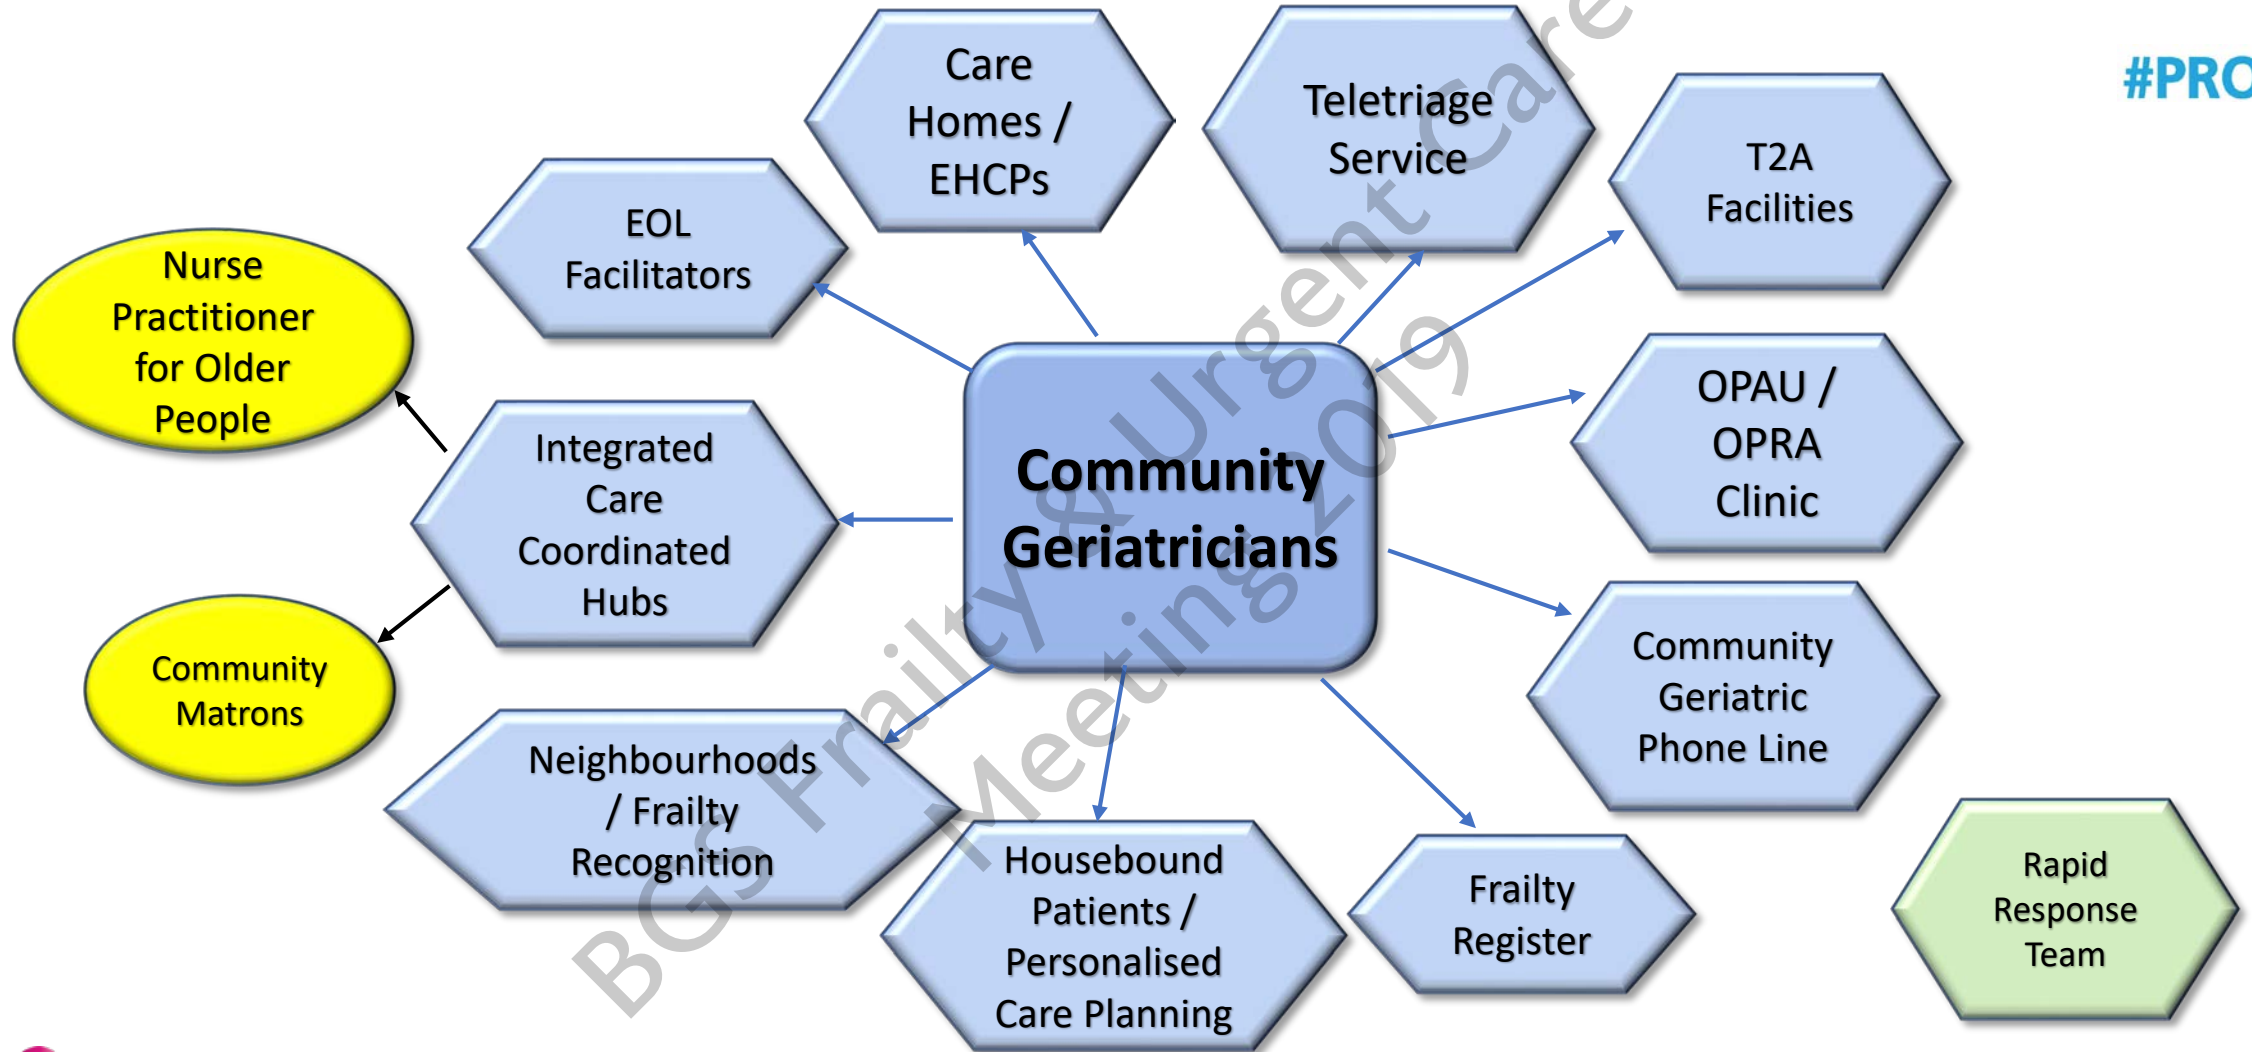 #PRO
Care
Homes /
EHCPs
Teletriage
Service
T2A
Facilities
EOL
Facilitators
Nurse
Practitioner
for Older
People
OPAU /
OPRA
Clinic
Integrated
Care
Coordinated
Hubs
Community
Geriatricians
Community
Matrons
Community
Geriatric
Phone Line
Neighbourhoods
/ Frailty
Recognition
Housebound
Patients /
Personalised
Care Planning
Frailty
Register
Rapid
Response
Team
BGS Frailty & Urgent Care
Meeting 2019